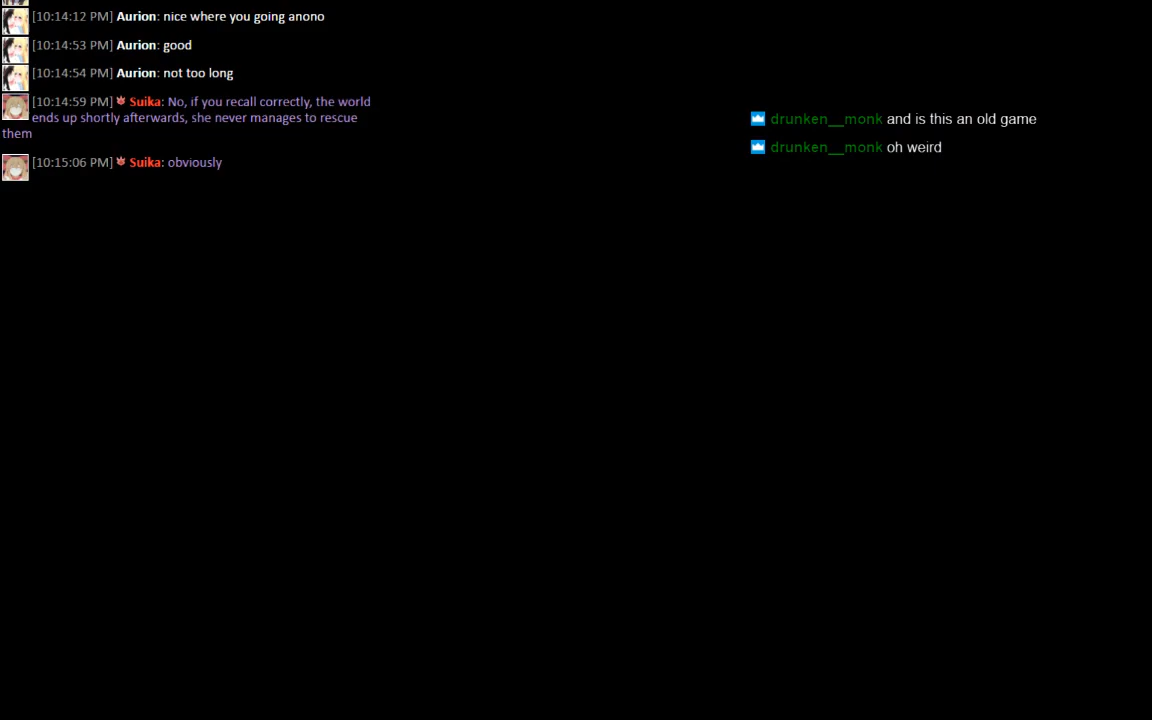 [10:14:12 PM] Aurion: nice where you going anono
[10:14:53 PM] Aurion: good
[10:14:54 PM] Aurion: not too long
[10:14:59 PM] Suika: No, if you recall correctly, the world
ends up shortly afterwards, she never manages to rescue
them
[10:15:06 PM] Suika: obviously
drunken__monk and is this an old game
drunken__monk oh weird